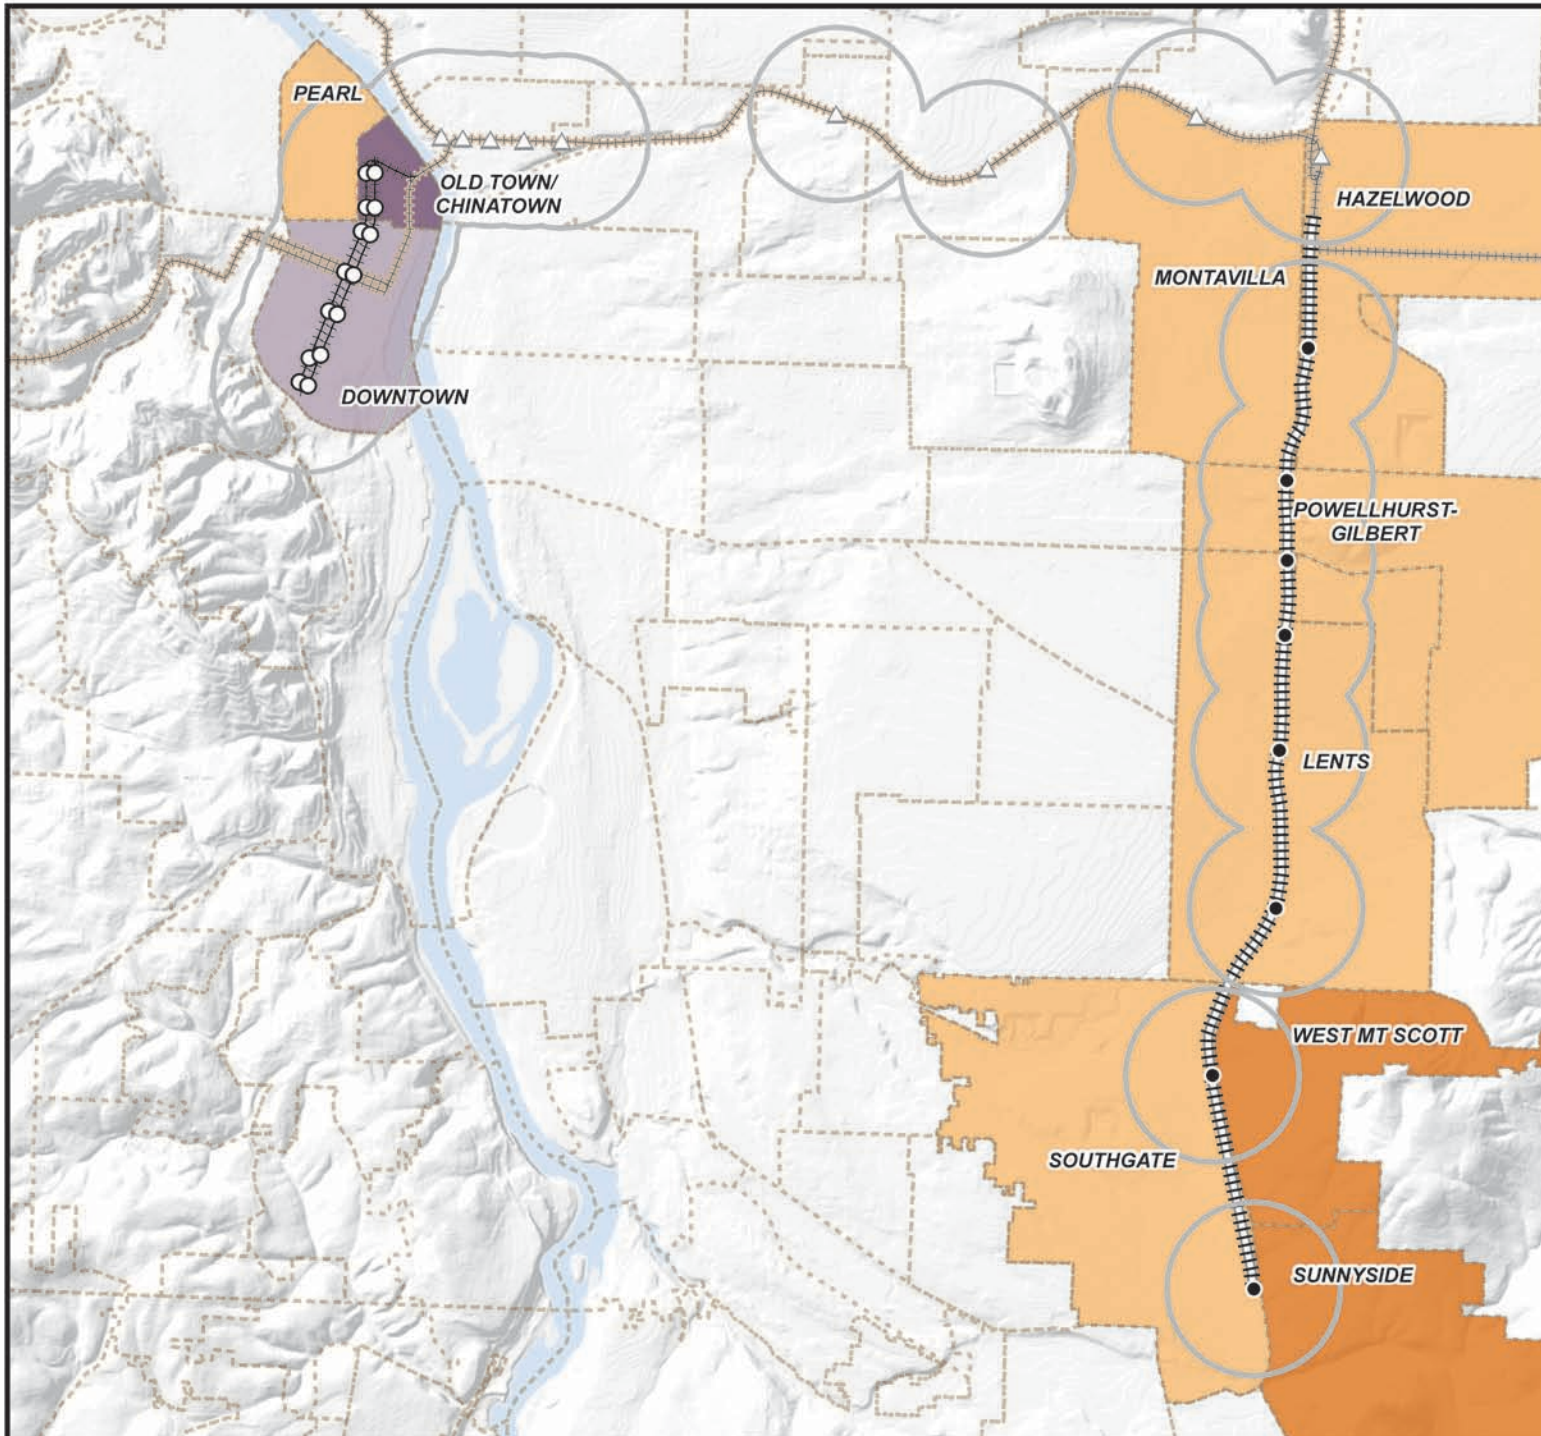 PEARL
OLD TOWN/
CHINATOWN
HAZELWOOD
MONTAVILLA
DOWNTOWN
POWELLHURST-
GILBERT
LENTS
WEST MT SCOTT
SOUTHGATE
SUNNYSIDE